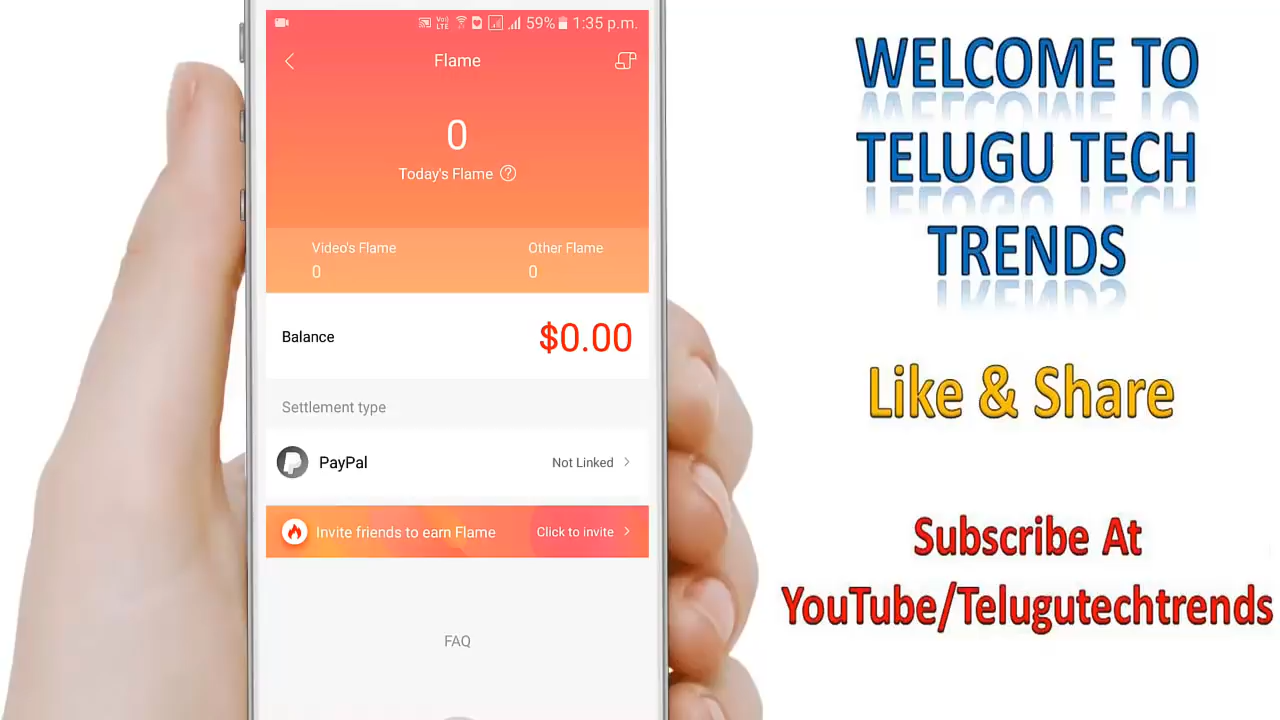 Vo) LTE 59% 1:35 p.m.
Flame
0
Today's Flame ?
Video's Flame Other Flame
0 0
Balance $0.00
Settlement type
PayPal Not Linked
Invite friends to earn Flame Click to invite
FAQ
WELCOME TO
TELUGU TECH
TRENDS
Like & Share
Subscribe At
YouTube/Telugutechtrends